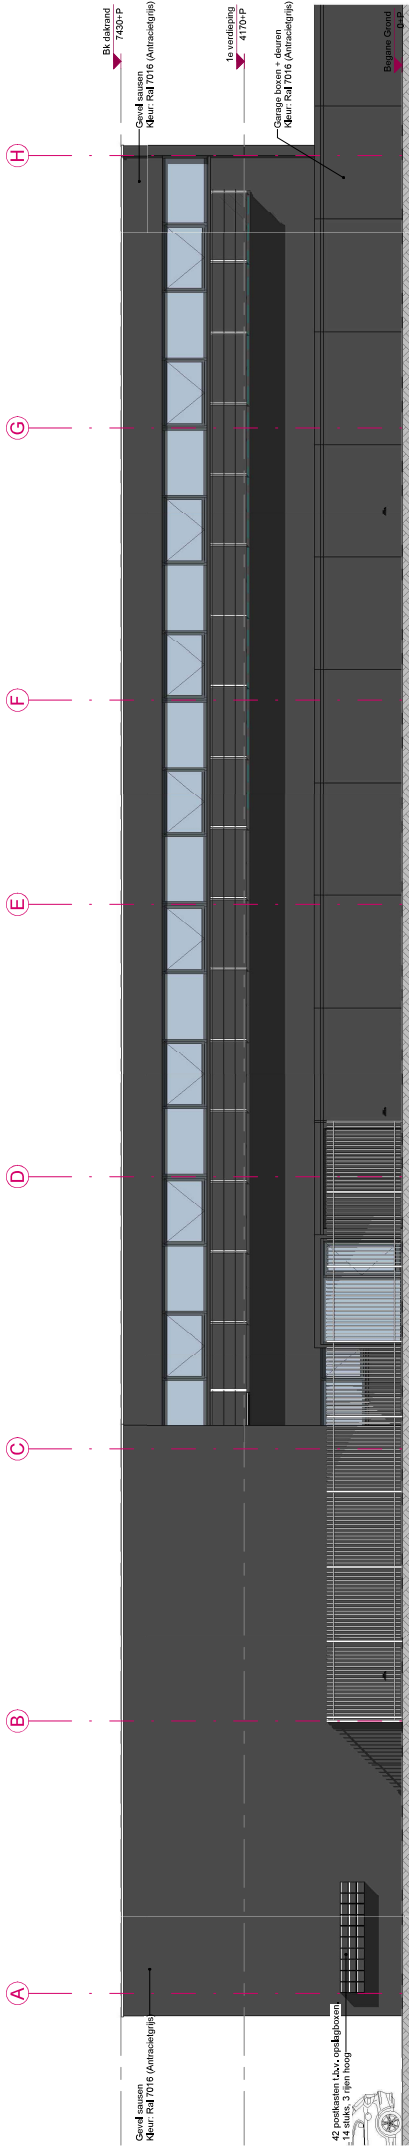 Bk dakrand
7430+P
1e verdieping
4170+P
Begane Grond
0+P
Gevel sausen
Kleur: Ral 7016 (Antracietgrijs)
Garage boxen + deuren
Kleur: Ral 7016 (Antracietgrijs)
H
G
F
E
D
C
B
A
Gevel sausen
Kleur: Ral 7016 (Antracietgrijs)
42 postkasten t.b.v. opslagboxen,
14 stuks, 3 rijen hoog